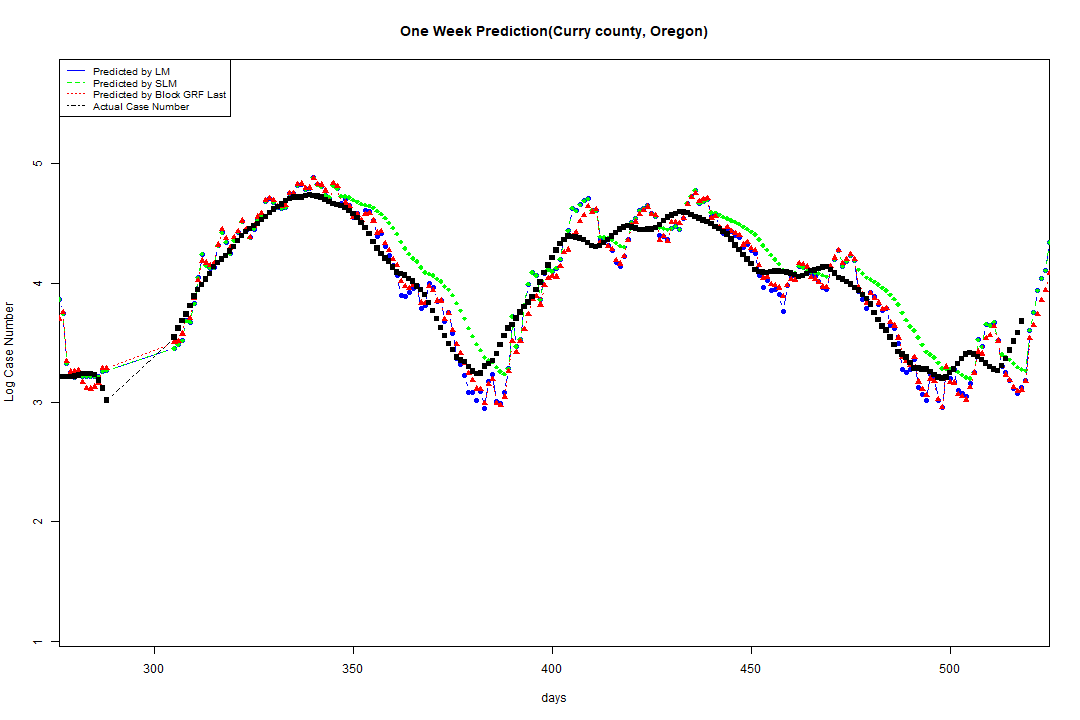 One Week Prediction(Curry county, Oregon)
Predicted by LM
Predicted by SLM
Predicted by Block GRF Last
Actual Case Number
Log Case Number
5
4
3
2
1
300 350 400 450 500
days